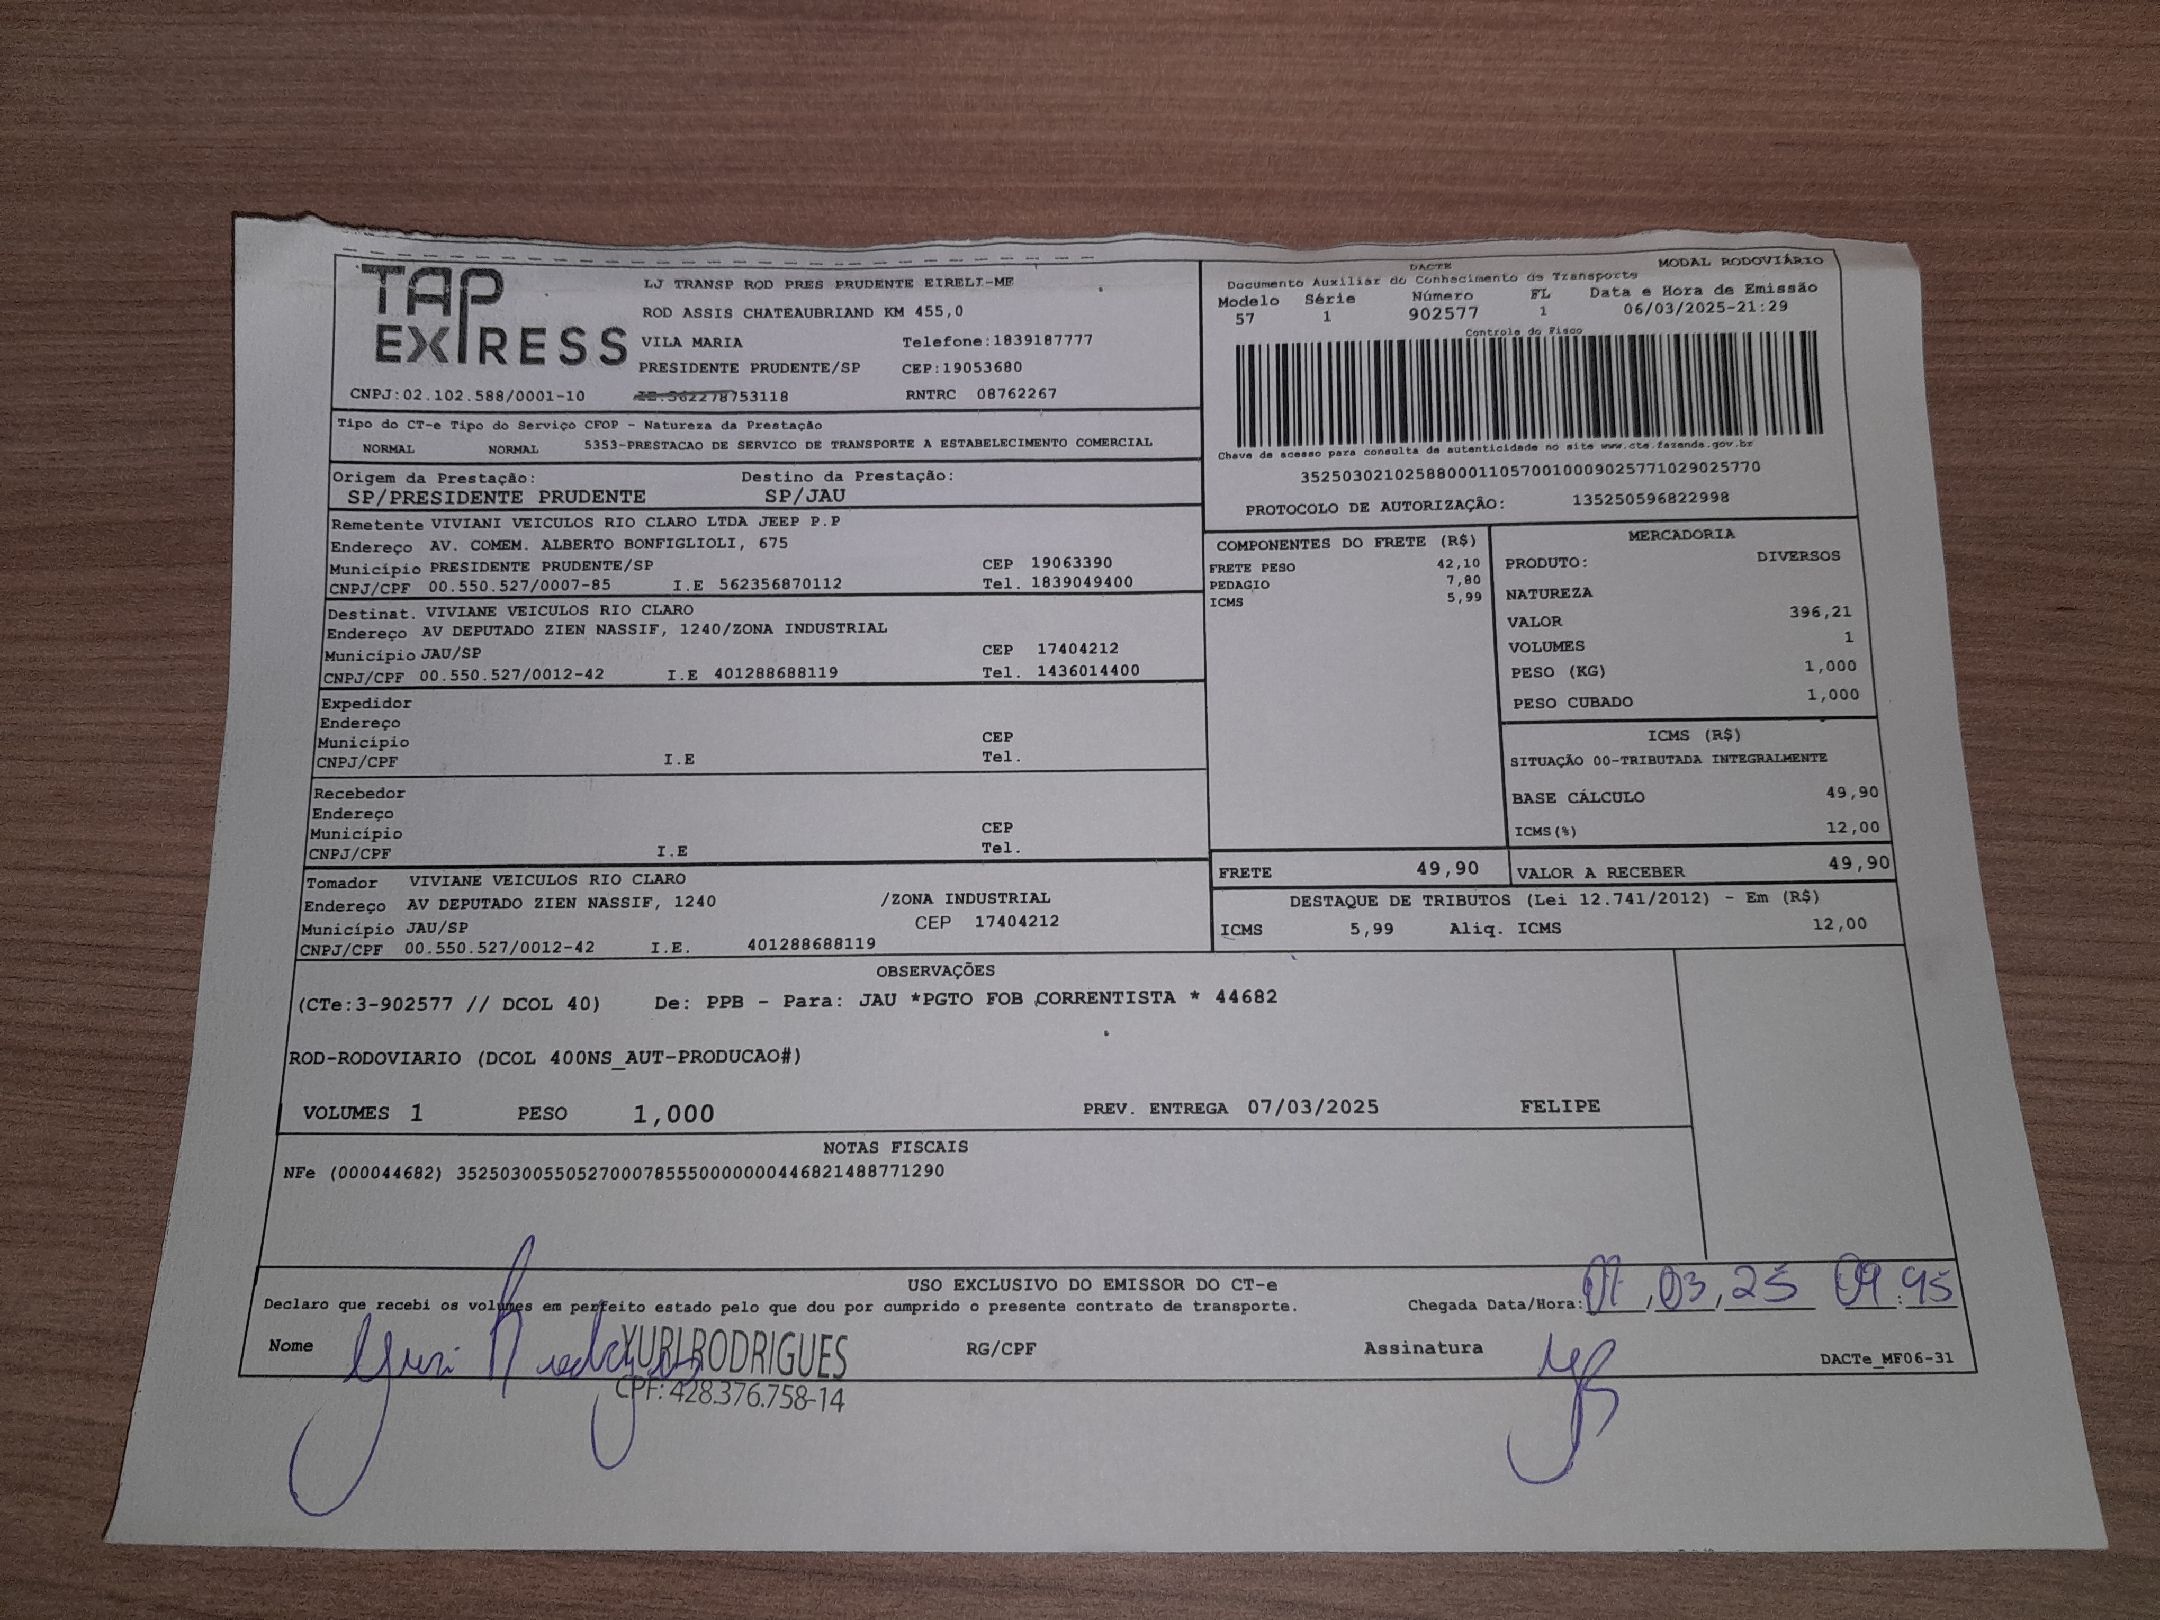 TAP EXPRESS
LJ TRANSP ROD PRES PRUDENTE EIRELI-ME
ROD ASSIS CHATEAUBRIAND KM 455,0
VILA MARIA Telefone:1839187777
PRESIDENTE PRUDENTE/SP CEP:19053680
CNPJ:02.102.588/0001-10 IE:562278753118 RNTRC 08762267
DACTE MODAL RODOVIÁRIO
Documento Auxiliar do Conhecimento de Transporte
Modelo Série Número FL Data e Hora de Emissão
57 1 902577 1 06/03/2025-21:29
Controle do Fisco
Chave de acesso para consulta de autenticidade no site www.cte.fazenda.gov.br
35250302102588000110570010009025771029025770
PROTOCOLO DE AUTORIZAÇÃO: 135250596822998
Tipo do CT-e Tipo do Serviço CFOP - Natureza da Prestação
NORMAL NORMAL 5353-PRESTACAO DE SERVICO DE TRANSPORTE A ESTABELECIMENTO COMERCIAL
Origem da Prestação: Destino da Prestação:
SP/PRESIDENTE PRUDENTE SP/JAU
Remetente VIVIANI VEICULOS RIO CLARO LTDA JEEP P.P
Endereço AV. COMEM. ALBERTO BONFIGLIOLI, 675
Município PRESIDENTE PRUDENTE/SP CEP 19063390
CNPJ/CPF 00.550.527/0007-85 I.E 562356870112 Tel. 1839049400
Destinat. VIVIANE VEICULOS RIO CLARO
Endereço AV DEPUTADO ZIEN NASSIF, 1240/ZONA INDUSTRIAL
Município JAU/SP CEP 17404212
CNPJ/CPF 00.550.527/0012-42 I.E 401288688119 Tel. 1436014400
Expedidor
Endereço
Município CEP
CNPJ/CPF I.E Tel.
Recebedor
Endereço
Município CEP
CNPJ/CPF I.E Tel.
Tomador VIVIANE VEICULOS RIO CLARO
Endereço AV DEPUTADO ZIEN NASSIF, 1240 /ZONA INDUSTRIAL
Município JAU/SP CEP 17404212
CNPJ/CPF 00.550.527/0012-42 I.E. 401288688119
COMPONENTES DO FRETE (R$)
FRETE PESO 42,10
PEDAGIO 7,80
ICMS 5,99
MERCADORIA
PRODUTO: DIVERSOS
NATUREZA
VALOR 396,21
VOLUMES 1
PESO (KG) 1,000
PESO CUBADO 1,000
ICMS (R$)
SITUAÇÃO 00-TRIBUTADA INTEGRALMENTE
BASE CÁLCULO 49,90
ICMS(%) 12,00
FRETE 49,90 VALOR A RECEBER 49,90
DESTAQUE DE TRIBUTOS (Lei 12.741/2012) - Em (R$)
ICMS 5,99 Aliq. ICMS 12,00
OBSERVAÇÕES
(CTe:3-902577 // DCOL 40) De: PPB - Para: JAU *PGTO FOB CORRENTISTA * 44682
ROD-RODOVIARIO (DCOL 400NS_AUT-PRODUCAO#)
VOLUMES 1 PESO 1,000 PREV. ENTREGA 07/03/2025 FELIPE
NOTAS FISCAIS
NFe (000044682) 35250300550527000785550000000446821488771290
USO EXCLUSIVO DO EMISSOR DO CT-e
Declaro que recebi os volumes em perfeito estado pelo que dou por cumprido o presente contrato de transporte. Chegada Data/Hora: 07,03,25 09:45
Nome Yuri Rodrigues YURI RODRIGUES RG/CPF Assinatura YR DACTe_MF06-31
CPF: 428.376.758-14